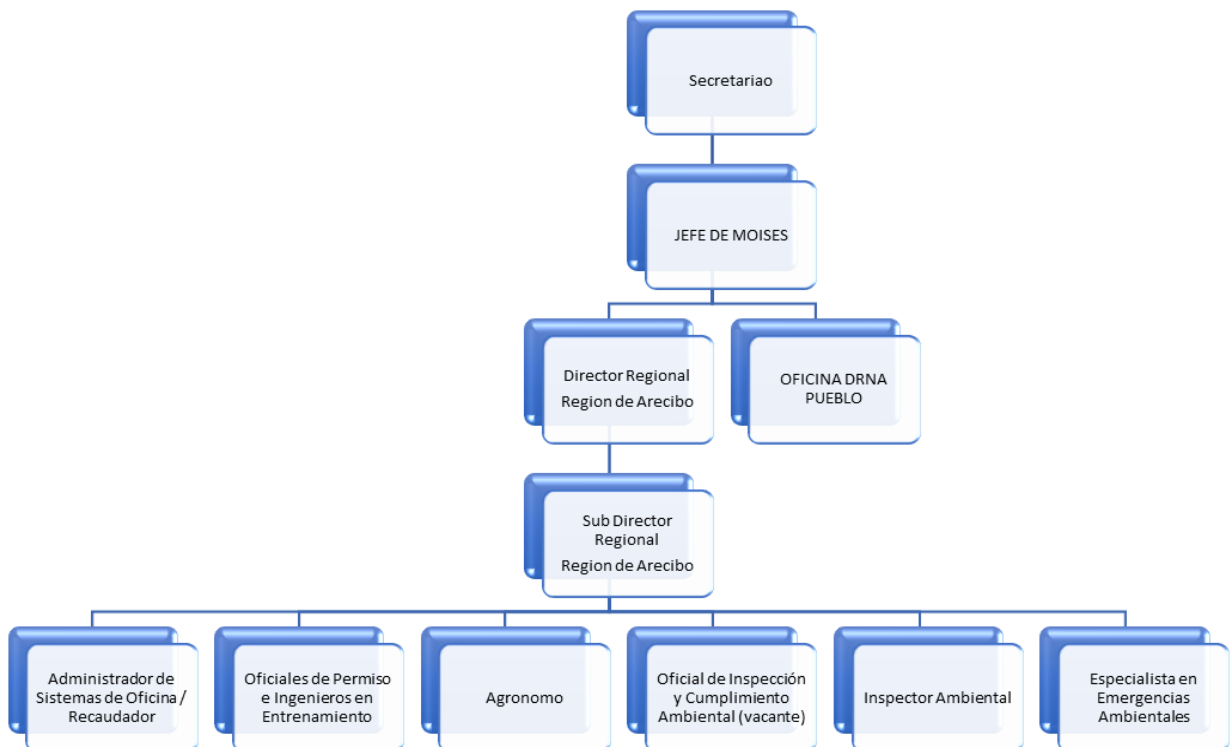 Secretariao
JEFE DE MOISES
Director Regional
Region de Arecibo
OFICINA DRNA
PUEBLO
Sub Director
Regional
Region de Arecibo
Administrador de
Sistemas de Oficina /
Recaudador
Oficiales de Permiso
e Ingenieros en
Entrenamiento
Agronomo
Oficial de Inspección
y Cumplimiento
Ambiental (vacante)
Inspector Ambiental
Especialista en
Emergencias
Ambientales